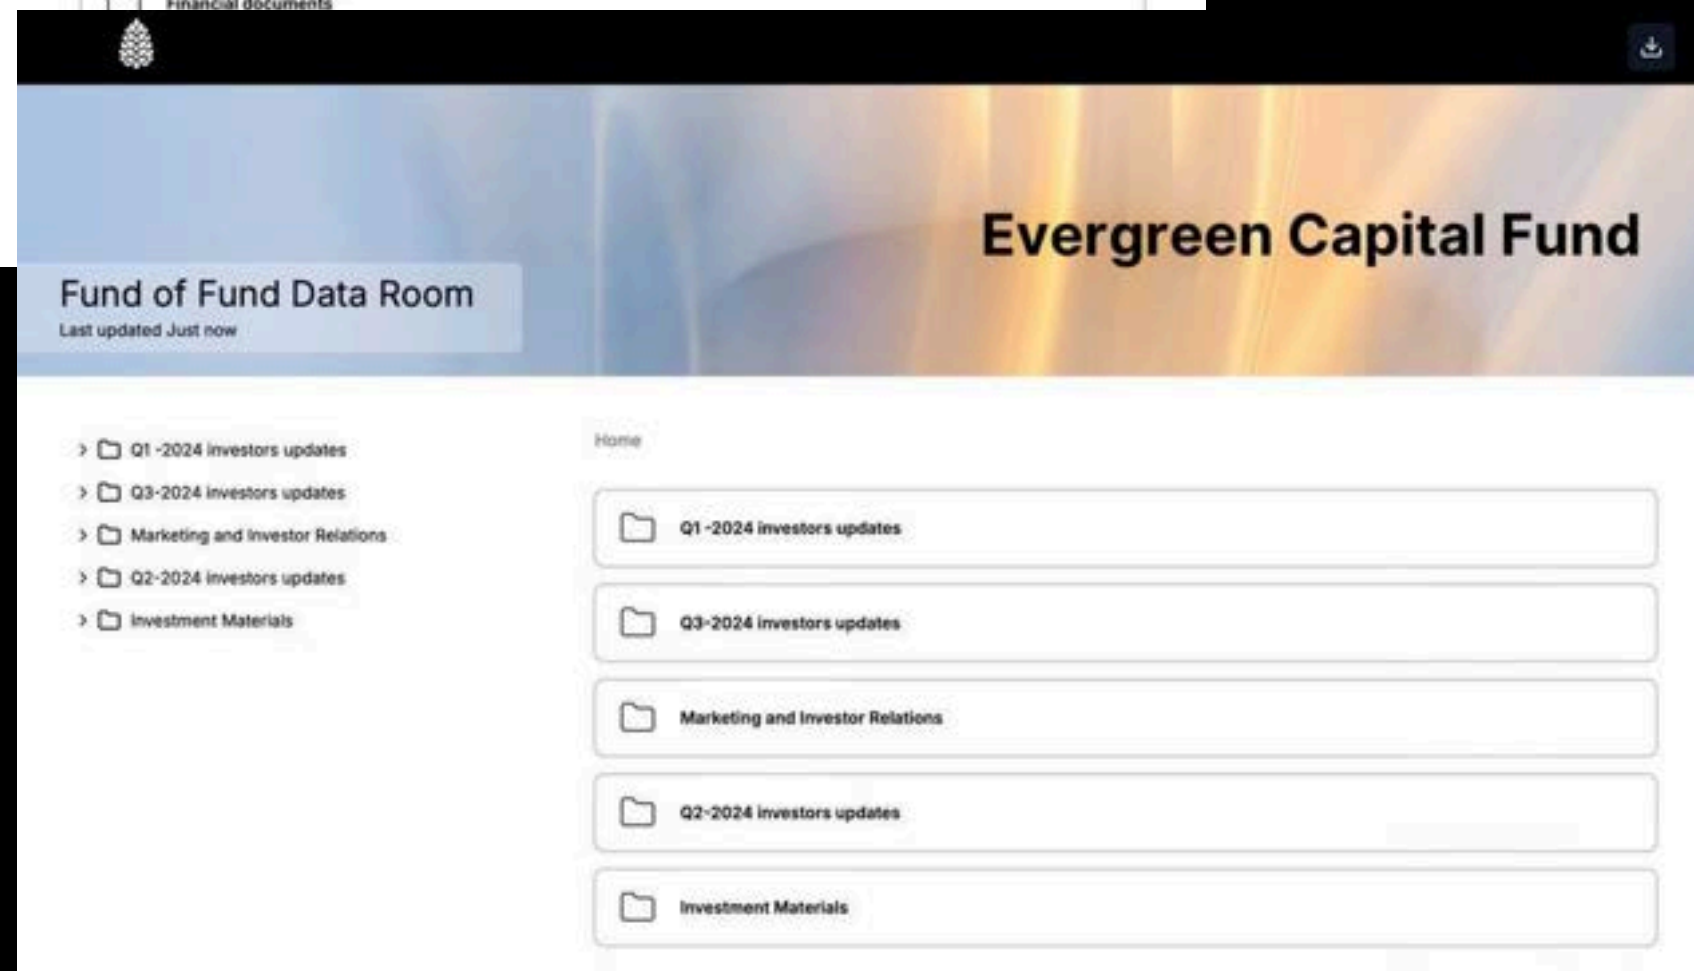 Financial documents
Evergreen Capital Fund
Fund of Fund Data Room
Last updated Just now
Q1 -2024 investors updates
Q3-2024 investors updates
Marketing and Investor Relations
Q2-2024 investors updates
Investment Materials
Home
Q1 -2024 investors updates
Q3-2024 investors updates
Marketing and Investor Relations
Q2-2024 investors updates
Investment Materials